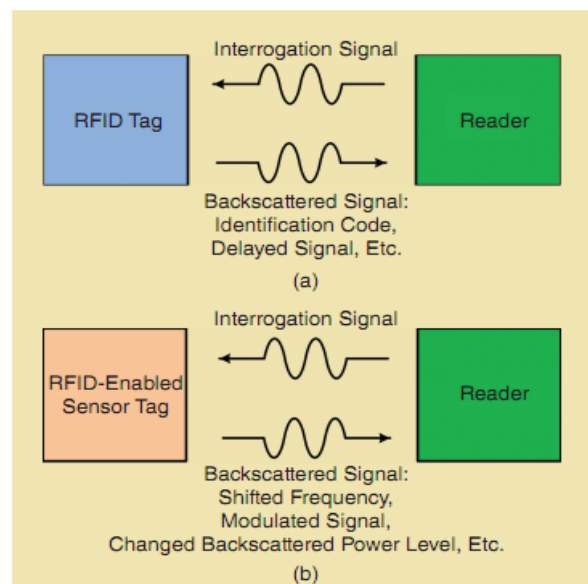 Interrogation Signal
RFID Tag
Reader
Backscattered Signal:
Identification Code,
Delayed Signal, Etc.
(a)
Interrogation Signal
RFID-Enabled
Sensor Tag
Reader
Backscattered Signal:
Shifted Frequency,
Modulated Signal,
Changed Backscattered Power Level, Etc.
(b)